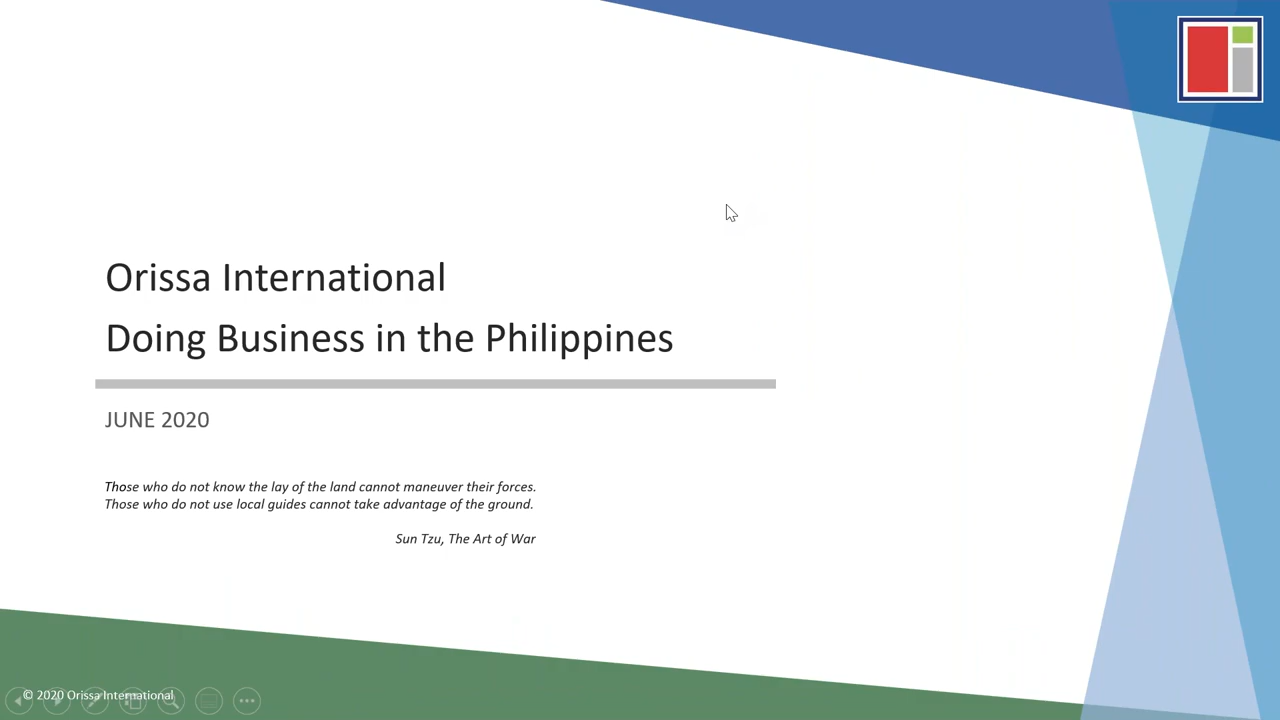 Orissa International
Doing Business in the Philippines
JUNE 2020
Those who do not know the lay of the land cannot maneuver their forces.
Those who do not use local guides cannot take advantage of the ground.
Sun Tzu, The Art of War
© 2020 Orissa International